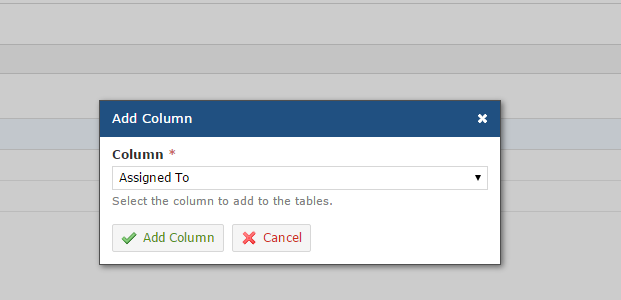 Add Column
Column *
Assigned To
Select the column to add to the tables.
Add Column
Cancel